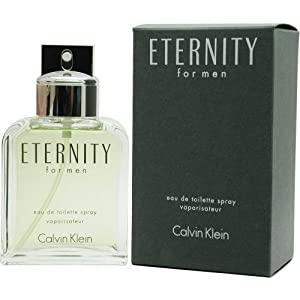 ETERNITY
for men
eau de toilette spray
vaporisateur
Calvin Klein
ETERNITY
for men
eau de toilette spray
vaporisateur
Calvin Klein